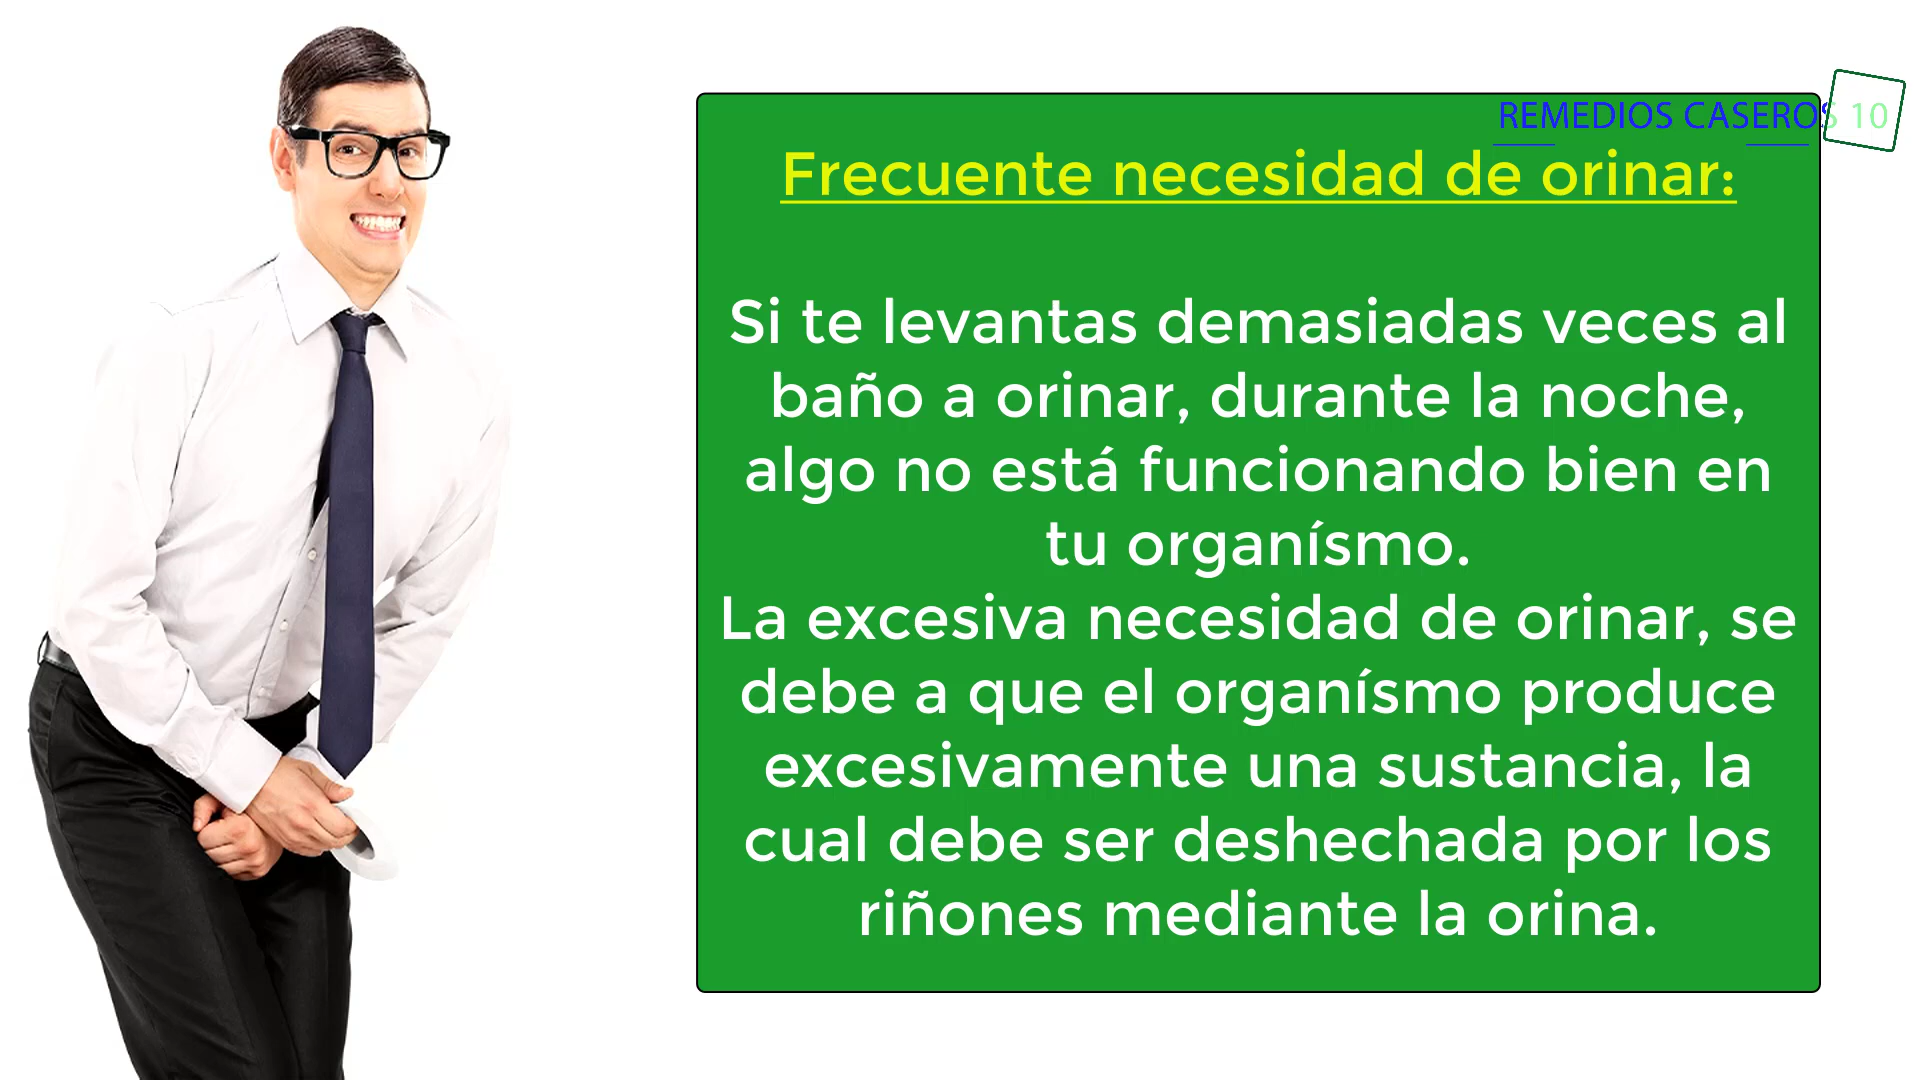 REMEDIOS CASEROS 10
Frecuente necesidad de orinar:
Si te levantas demasiadas veces al
baño a orinar, durante la noche,
algo no está funcionando bien en
tu organísmo.
La excesiva necesidad de orinar, se
debe a que el organísmo produce
excesivamente una sustancia, la
cual debe ser deshechada por los
riñones mediante la orina.